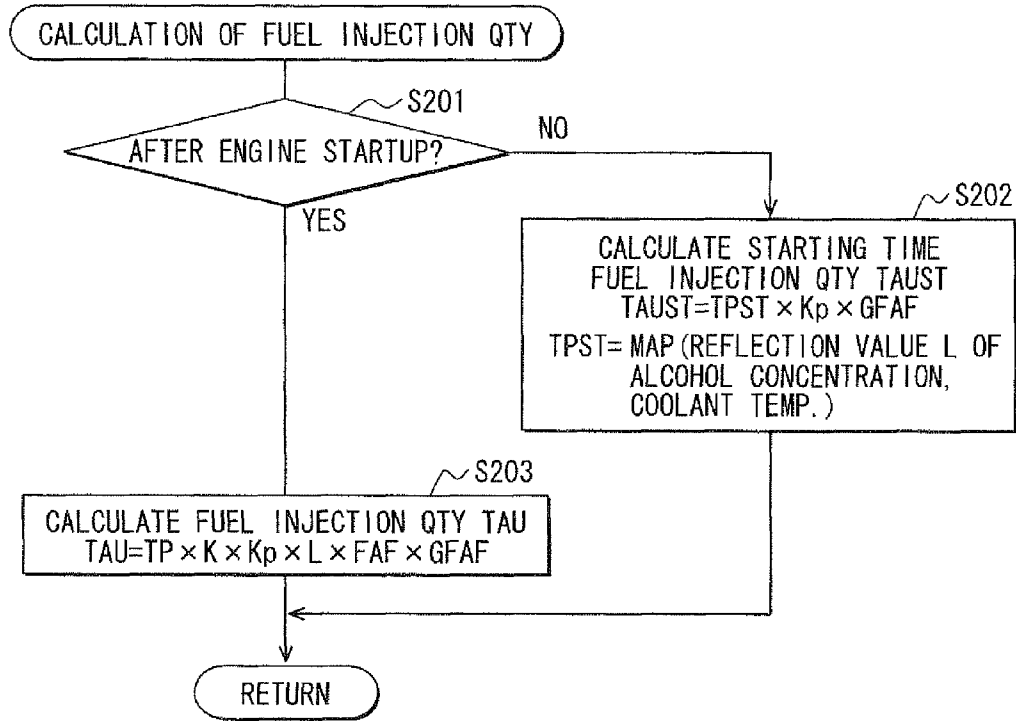 CALCULATION OF FUEL INJECTION QTY
S201
AFTER ENGINE STARTUP?
NO
YES
S202
CALCULATE STARTING TIME
FUEL INJECTION QTY TAUST
TAUST=TPST×Kp×GFAF
TPST= MAP(REFLECTION VALUE L OF
ALCOHOL CONCENTRATION,
COOLANT TEMP.)
S203
CALCULATE FUEL INJECTION QTY TAU
TAU=TP×K×Kp×L×FAF×GFAF
RETURN